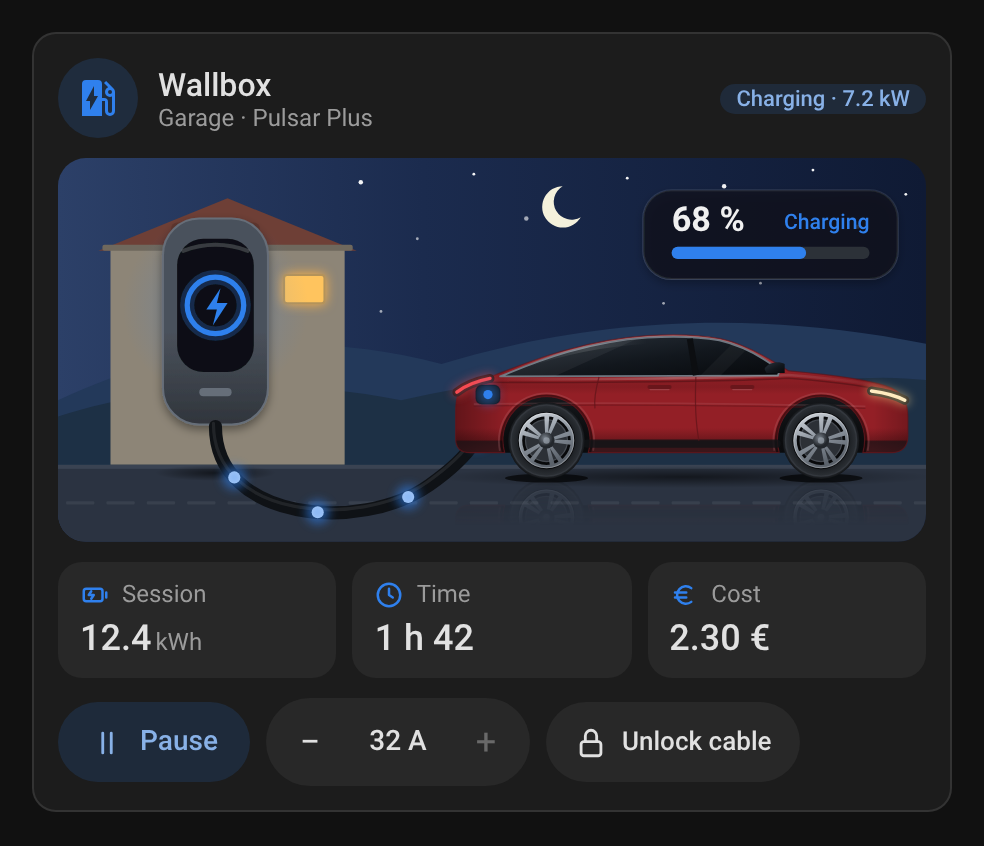 Wallbox
Garage · Pulsar Plus
Charging · 7.2 kW
68 %
Charging
Session
12.4 kWh
Time
1 h 42
Cost
2.30 €
Pause
− 32 A +
Unlock cable